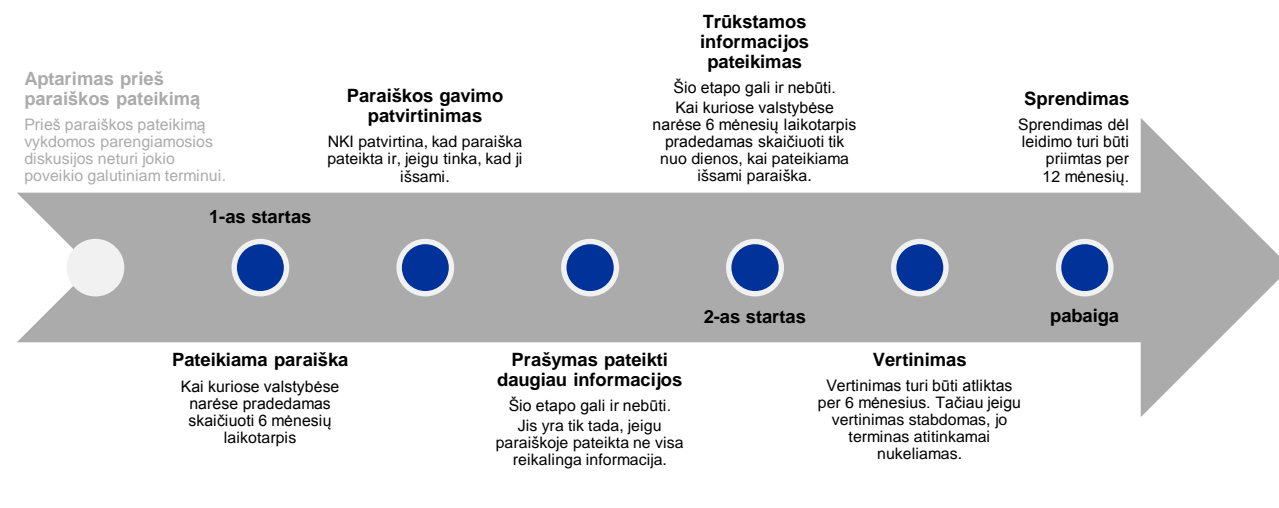 Aptarimas prieš
paraiškos pateikimą
Prieš paraiškos pateikimą
vykdomos parengiamosios
diskusijos neturi jokio
poveikio galutiniam terminui.
1-as startas
Pateikiama paraiška
Kai kuriose valstybėse
narėse pradedamas
skaičiuoti 6 mėnesių
laikotarpis
Paraiškos gavimo
patvirtinimas
NKI patvirtina, kad paraiška
pateikta ir, jeigu tinka, kad ji
išsami.
Prašymas pateikti
daugiau informacijos
Šio etapo gali ir nebūti.
Jis yra tik tada, jeigu
paraiškoje pateikta ne visa
reikalinga informacija.
Trūkstamos
informacijos
pateikimas
Šio etapo gali ir nebūti.
Kai kuriose valstybėse
narėse 6 mėnesių laikotarpis
pradedamas skaičiuoti tik
nuo dienos, kai pateikiama
išsami paraiška.
2-as startas
Vertinimas
Vertinimas turi būti atliktas
per 6 mėnesius. Tačiau jeigu
vertinimas stabdomas, jo
terminas atitinkamai
nukeliamas.
Sprendimas
Sprendimas dėl
leidimo turi būti
priimtas per
12 mėnesių.
pabaiga